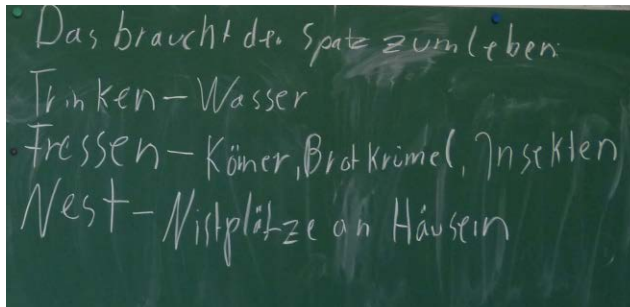 Das braucht der Spatz zum leben:
Trinken – Wasser
Fressen – Körner, Brotkrümel, Insekten
Nest – Nistplätze an Häusern